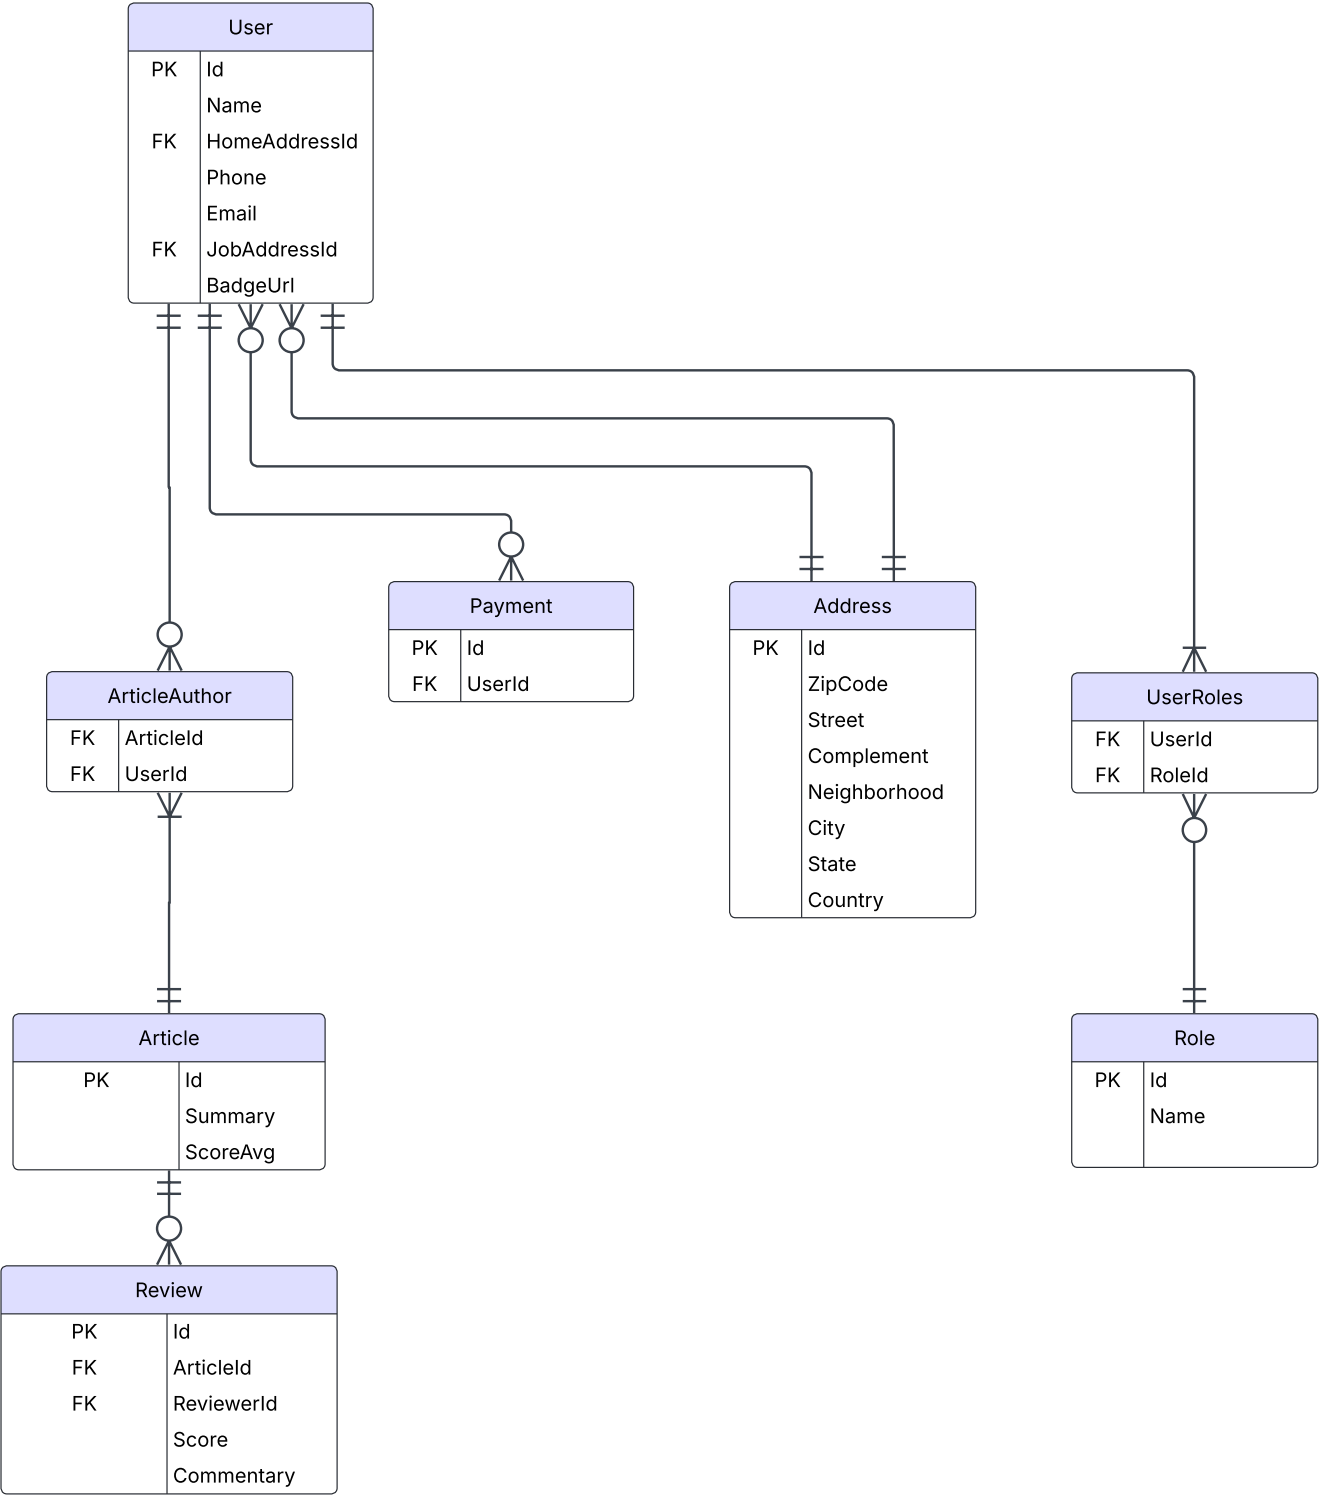 User
PK Id
Name
FK HomeAddressId
Phone
Email
FK JobAddressId
BadgeUrl
Payment
PK Id
FK UserId
Address
PK Id
ZipCode
Street
Complement
Neighborhood
City
State
Country
ArticleAuthor
FK ArticleId
FK UserId
UserRoles
FK UserId
FK RoleId
Article
PK Id
Summary
ScoreAvg
Role
PK Id
Name
Review
PK Id
FK ArticleId
FK ReviewerId
Score
Commentary